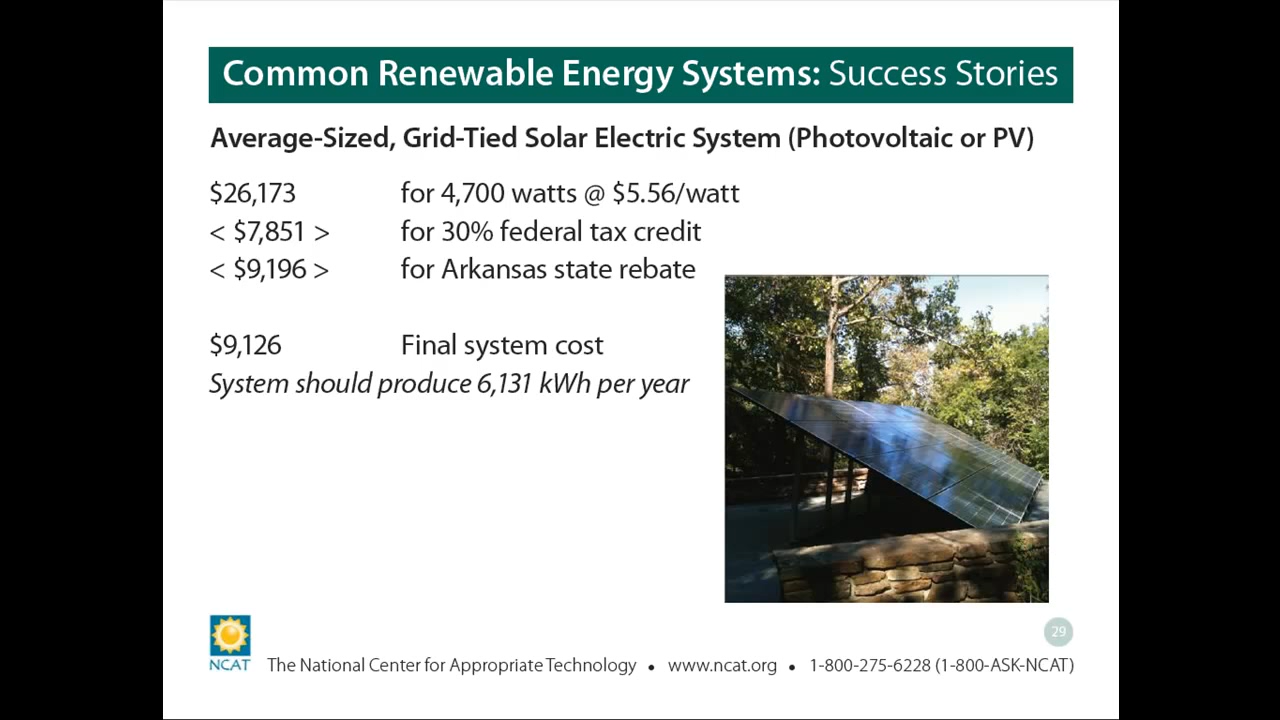 Common Renewable Energy Systems: Success Stories
Average-Sized, Grid-Tied Solar Electric System (Photovoltaic or PV)
$26,173 for 4,700 watts @ $5.56/watt
< $7,851 > for 30% federal tax credit
< $9,196 > for Arkansas state rebate
$9,126 Final system cost
System should produce 6,131 kWh per year
29
NCAT The National Center for Appropriate Technology • www.ncat.org • 1-800-275-6228 (1-800-ASK-NCAT)